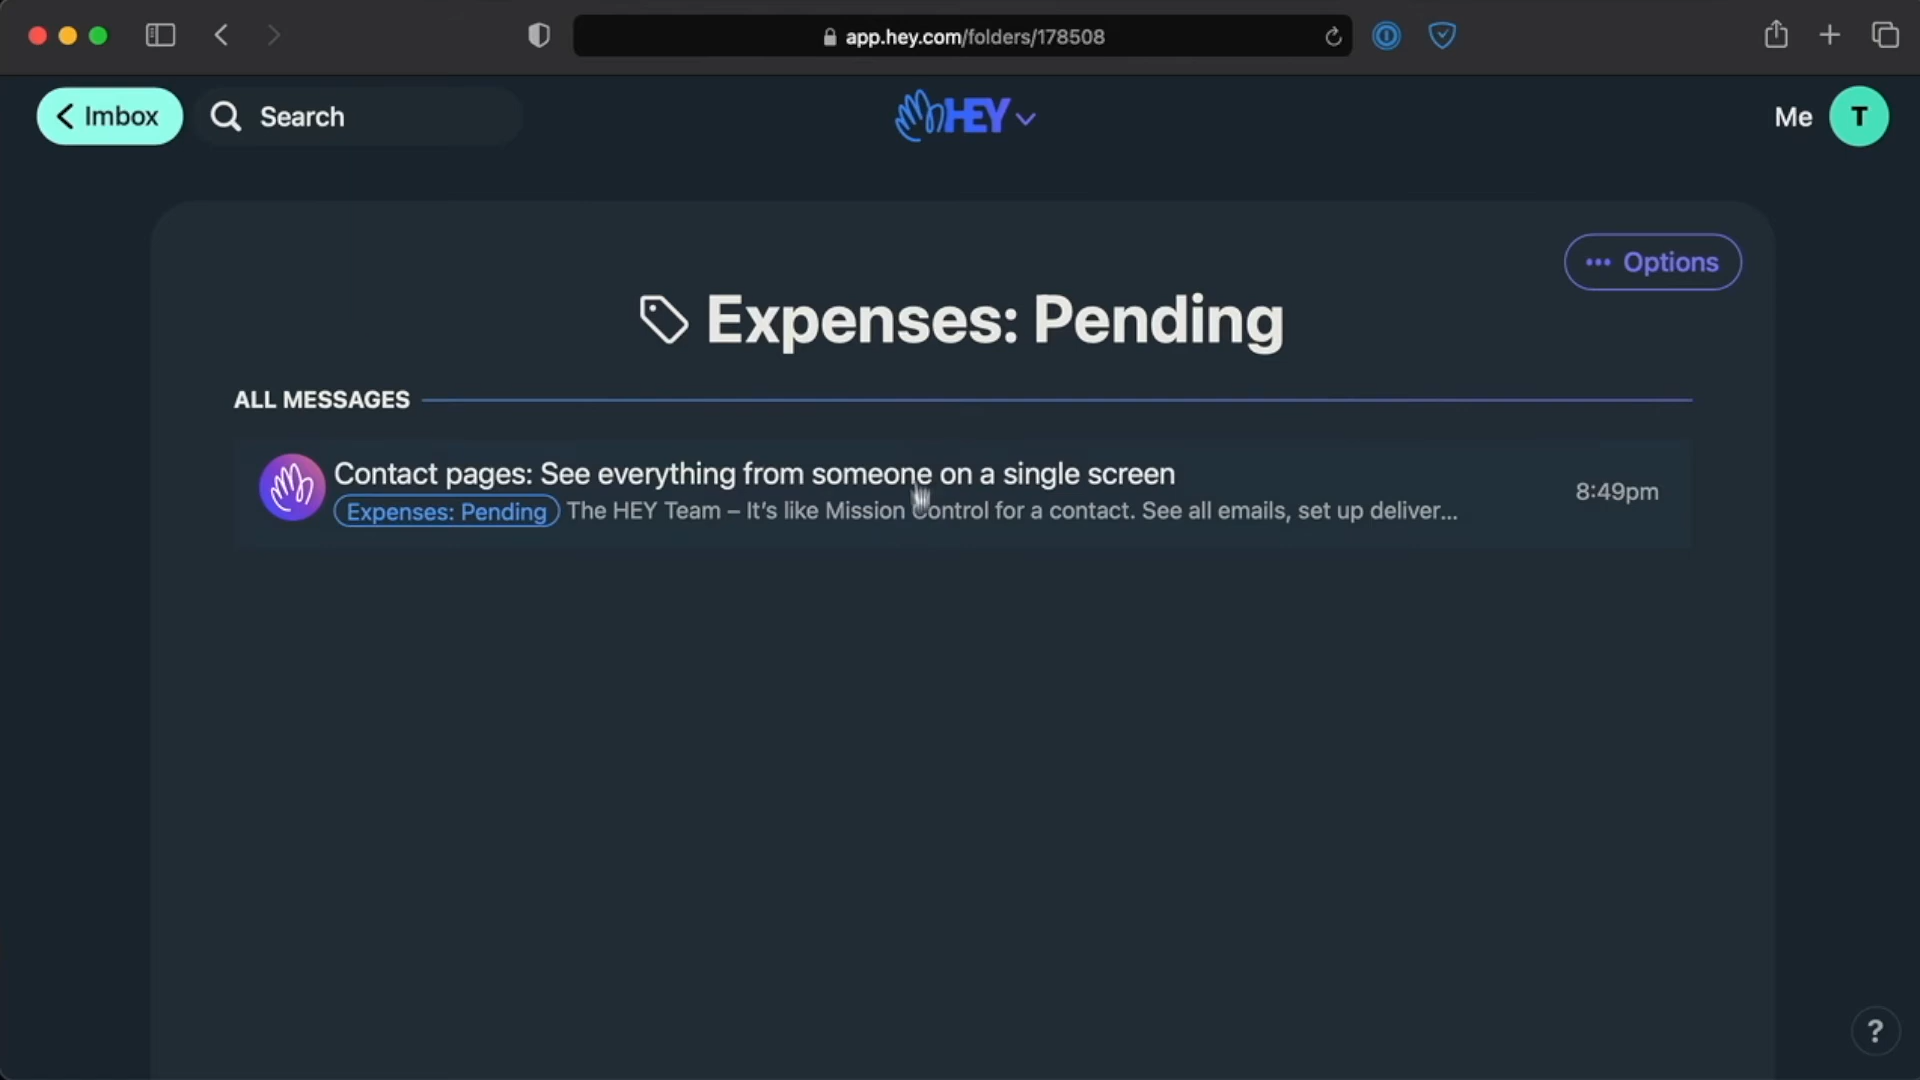 app.hey.com/folders/178508
Imbox
Search
HEY
Me
T
Options
Expenses: Pending
ALL MESSAGES
Contact pages: See everything from someone on a single screen
Expenses: Pending The HEY Team – It’s like Mission Control for a contact. See all emails, set up deliver...
8:49pm
?